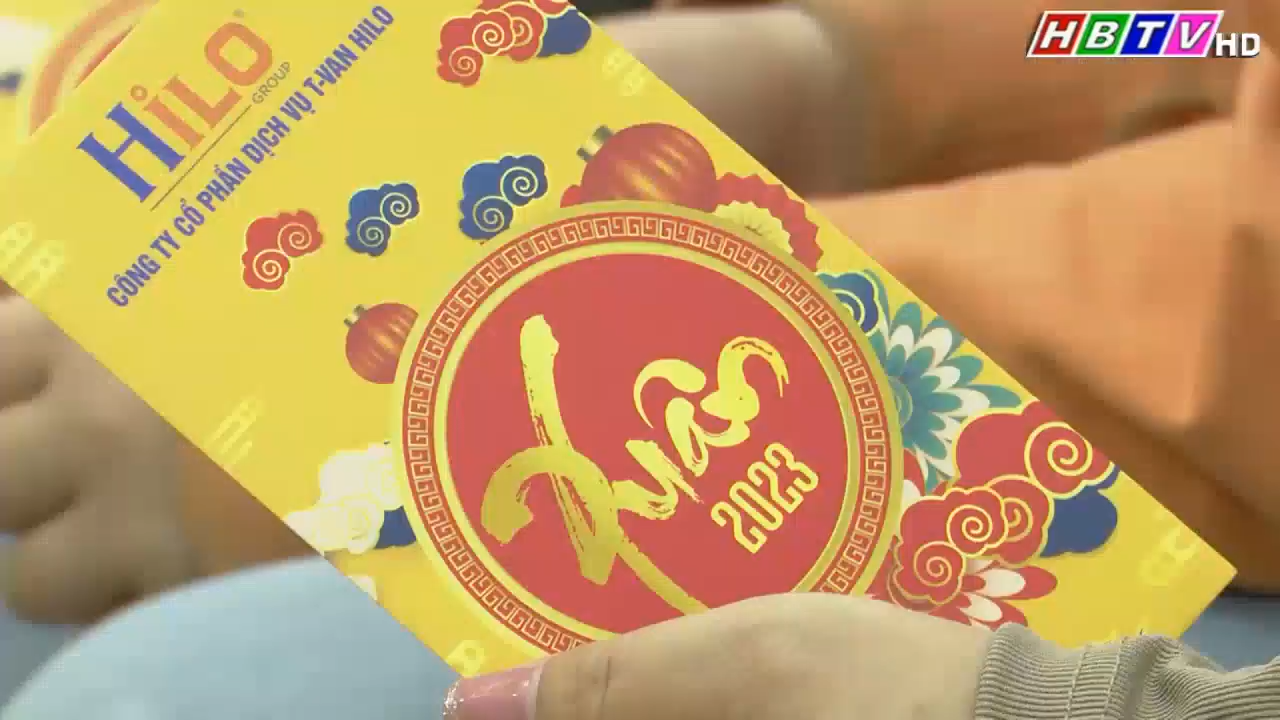 HiLO
GROUP
CÔNG TY CỔ PHẦN DỊCH VỤ T-VAN HILO
Xuân
2023
HBTV HD